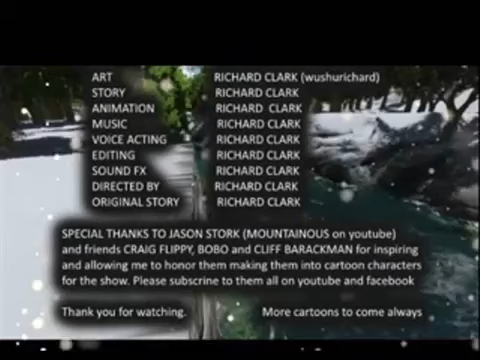 ART RICHARD CLARK (wushurichard)
STORY RICHARD CLARK
ANIMATION RICHARD CLARK
MUSIC RICHARD CLARK
VOICE ACTING RICHARD CLARK
EDITING RICHARD CLARK
SOUND FX RICHARD CLARK
DIRECTED BY RICHARD CLARK
ORIGINAL STORY RICHARD CLARK
SPECIAL THANKS TO JASON STORK (MOUNTAINOUS on youtube)
and friends CRAIG FLIPPY, BOBO and CLIFF BARACKMAN for inspiring
and allowing me to honor them making them into cartoon characters
for the show. Please subscrine to them all on youtube and facebook
Thank you for watching. More cartoons to come always